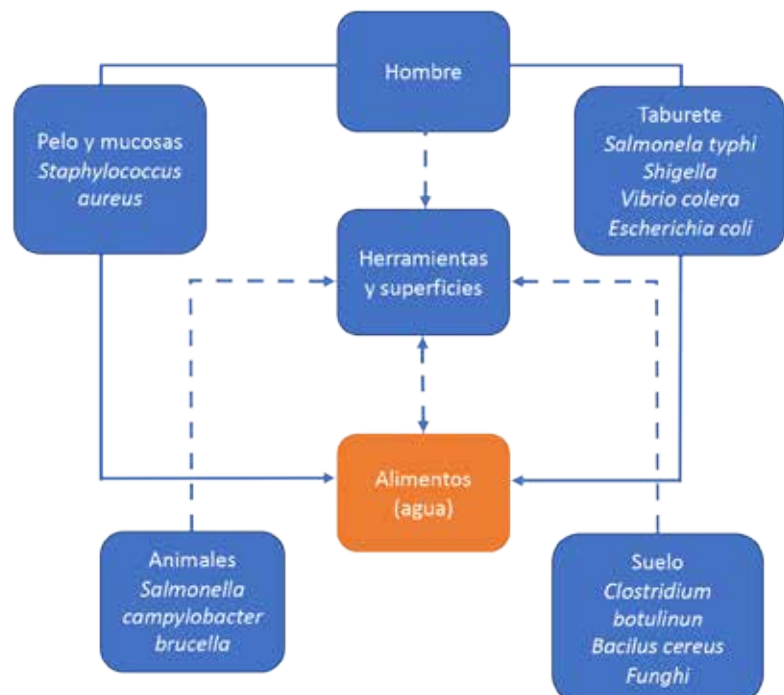 Hombre
Pelo y mucosas
Staphylococcus
aureus
Taburete
Salmonela typhi
Shigella
Vibrio colera
Escherichia coli
Herramientas
y superficies
Alimentos
(agua)
Animales
Salmonella
campylobacter
brucella
Suelo
Clostridium
botulinun
Bacilus cereus
Funghi